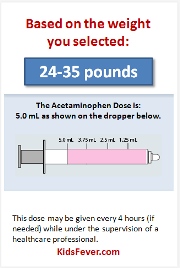 Based on the weight
you selected:
24-35 pounds
The Acetaminophen Dose is:
5.0 mL as shown on the dropper below.
5.0 mL 3.75 mL 2.5 mL 1.25 mL
This dose may be given every 4 hours (if
needed) while under the supervision of a
healthcare professional.
KidsFever.com